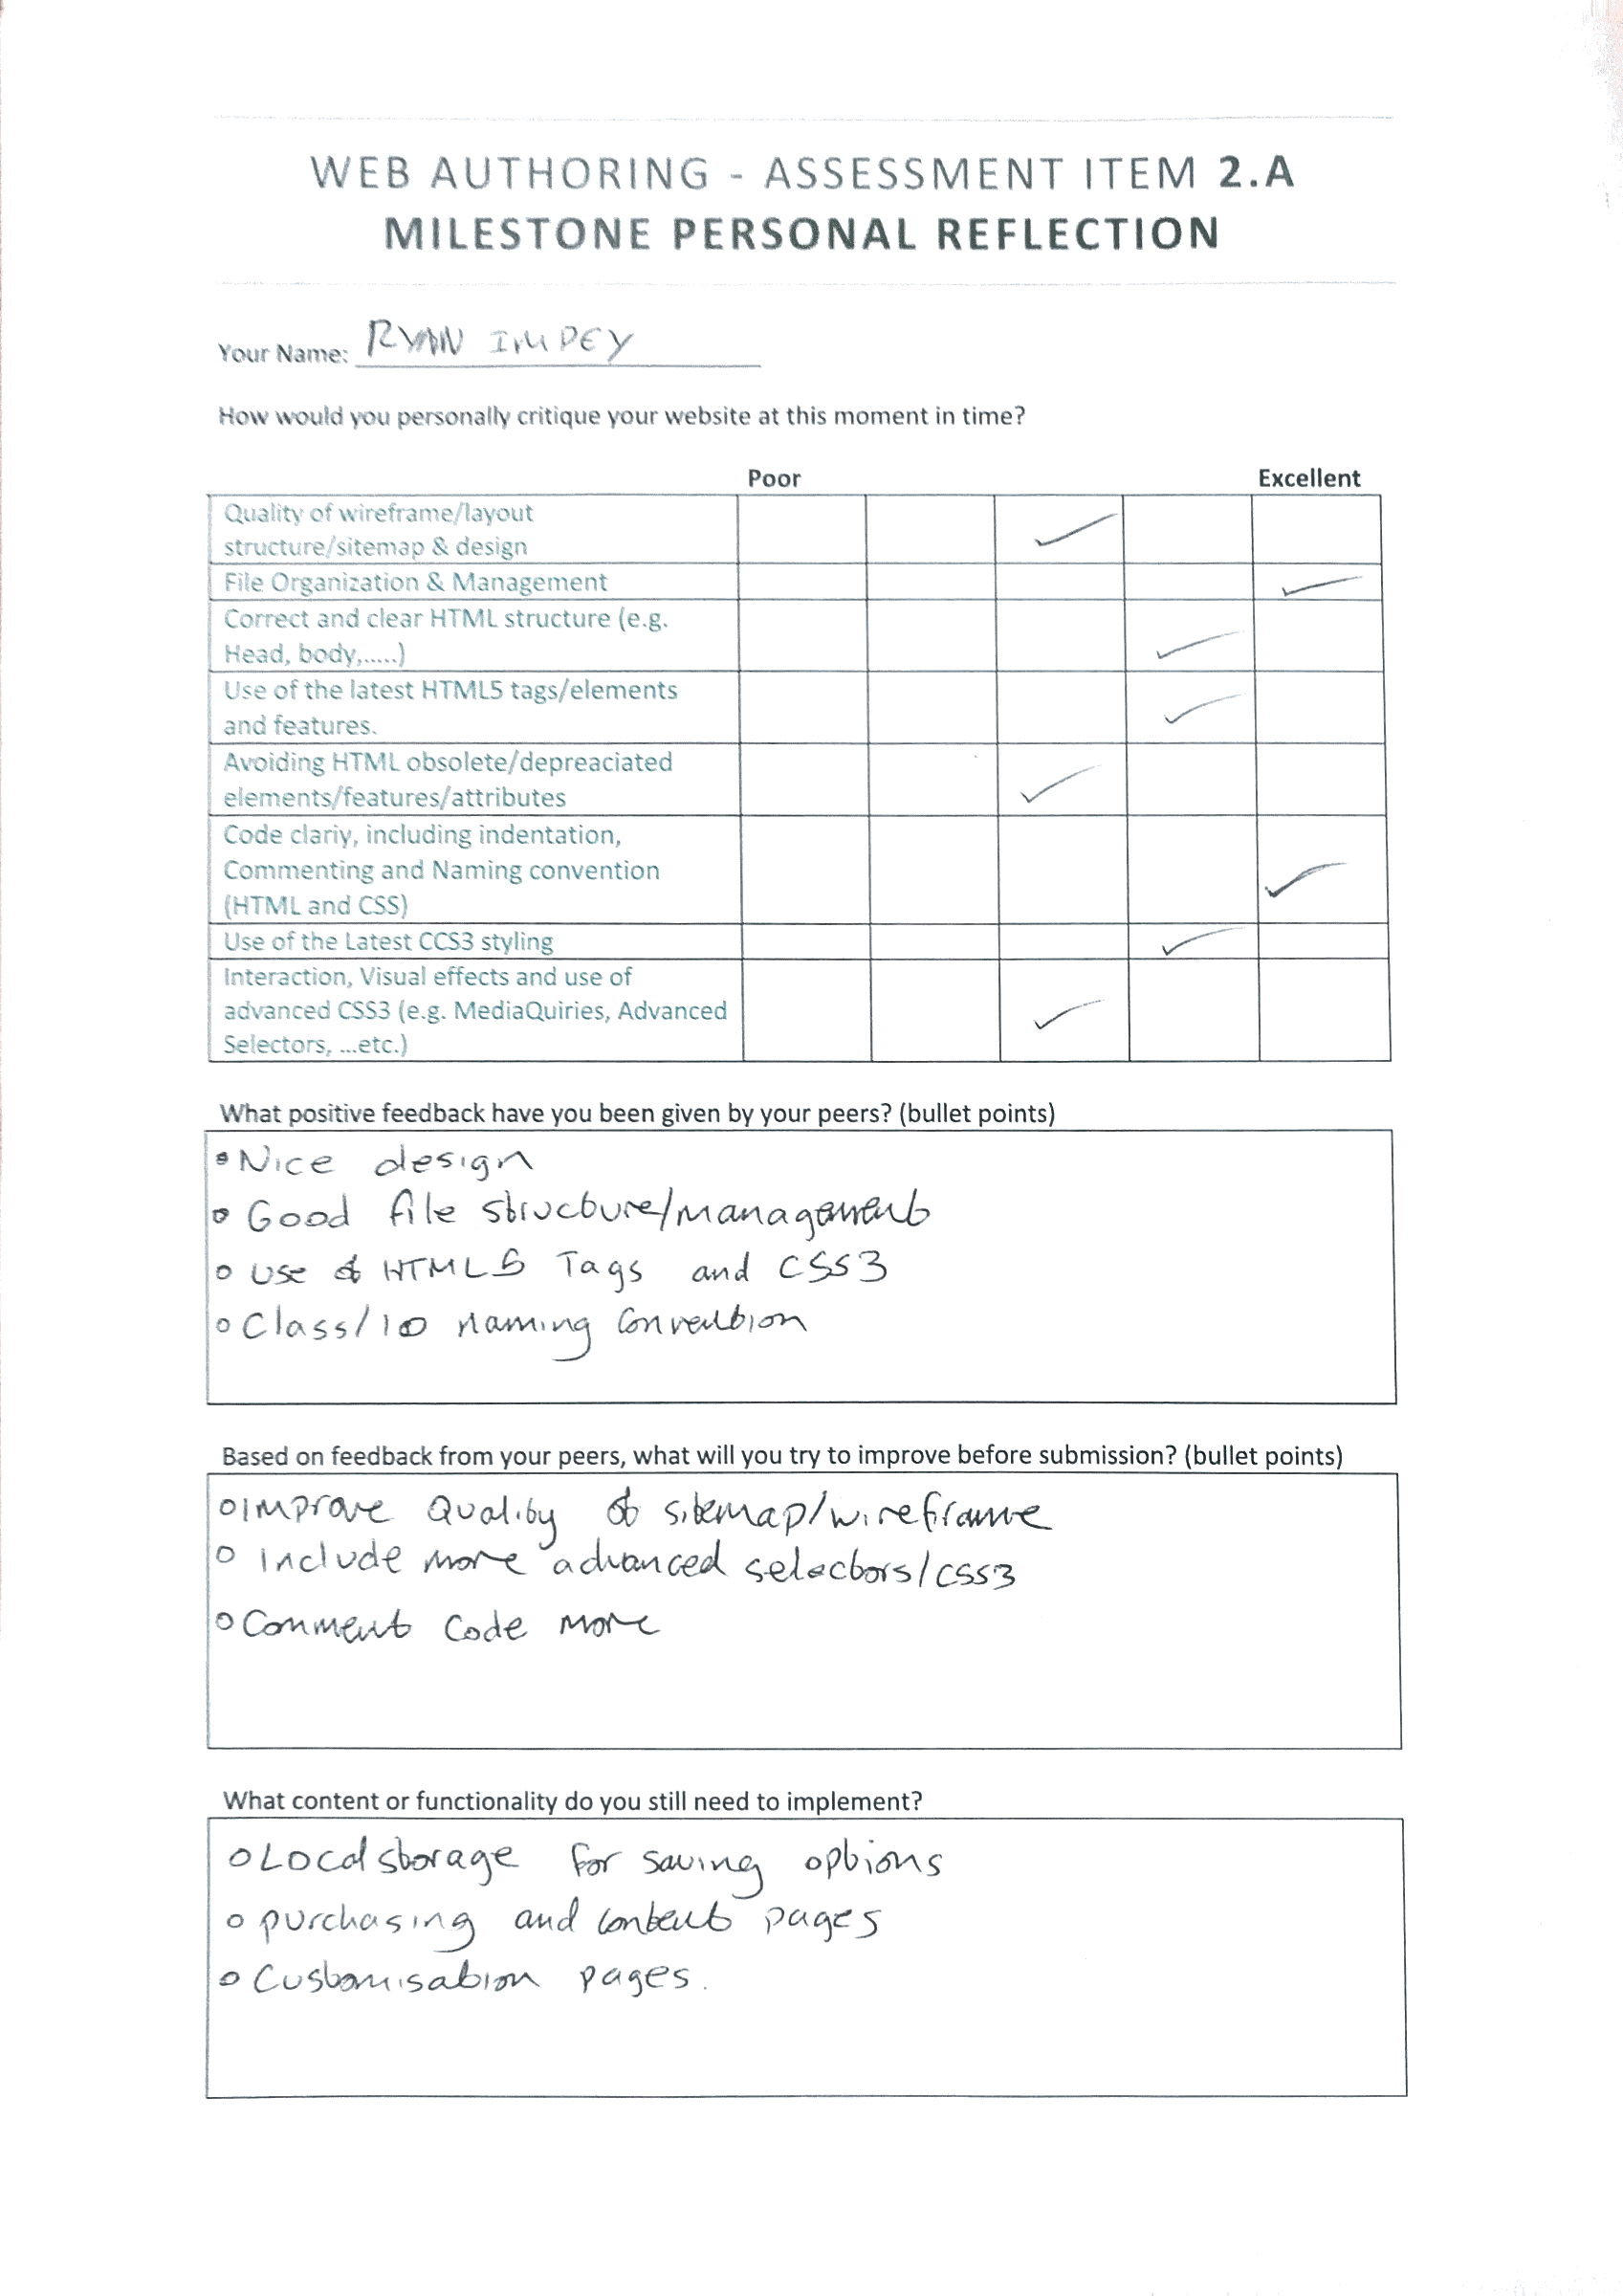 WEB AUTHORING - ASSESSMENT ITEM 2.A
MILESTONE PERSONAL REFLECTION
Your Name: RYAN IMPEY
How would you personally critique your website at this moment in time?
Poor Excellent
Quality of wireframe/layout
structure/sitemap & design
File Organization & Management
Correct and clear HTML structure (e.g.
Head, body,.....)
Use of the latest HTML5 tags/elements
and features.
Avoiding HTML obsolete/depreaciated
elements/features/attributes
Code clariy, including indentation,
Commenting and Naming convention
(HTML and CSS)
Use of the Latest CCS3 styling
Interaction, Visual effects and use of
advanced CSS3 (e.g. MediaQuiries, Advanced
Selectors, ...etc.)
What positive feedback have you been given by your peers? (bullet points)
• Nice design
• Good file structure/management
• Use of HTML5 Tags and CSS3
• Class/ID naming convention
Based on feedback from your peers, what will you try to improve before submission? (bullet points)
• Improve Quality of sitemap/wireframe
• include more advanced selectors/css3
• Comment code more
What content or functionality do you still need to implement?
• Local storage for saving options
• purchasing and content pages
• Customisation pages.